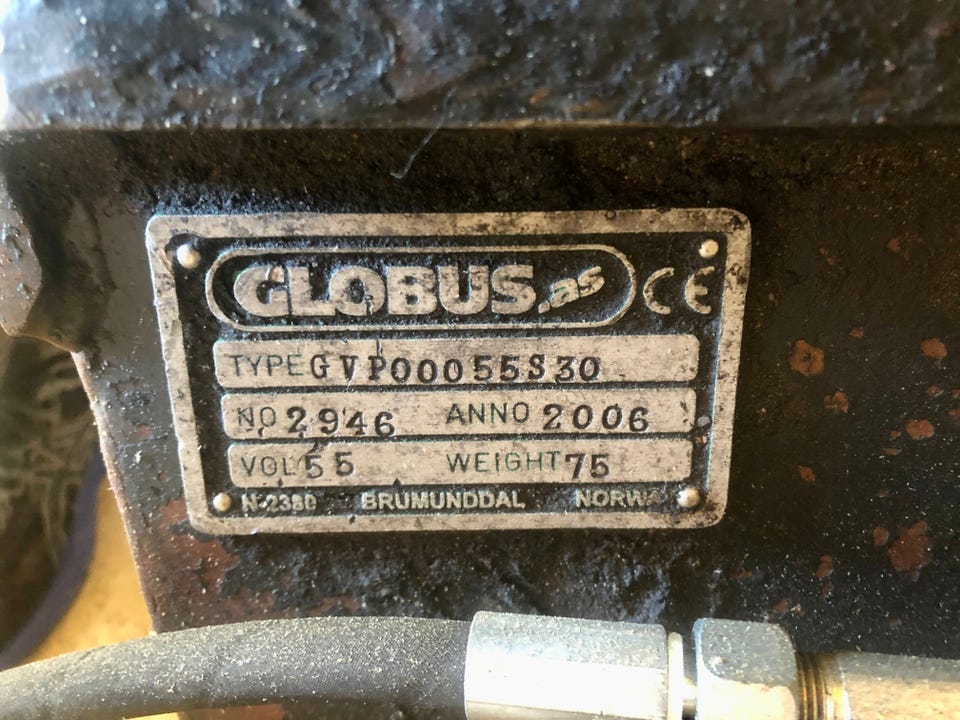 GLOBUS.as CE
TYPE GVP00055S30
NO 2946 ANNO 2006
VOL 55 WEIGHT 75
N-2380 BRUMUNDDAL